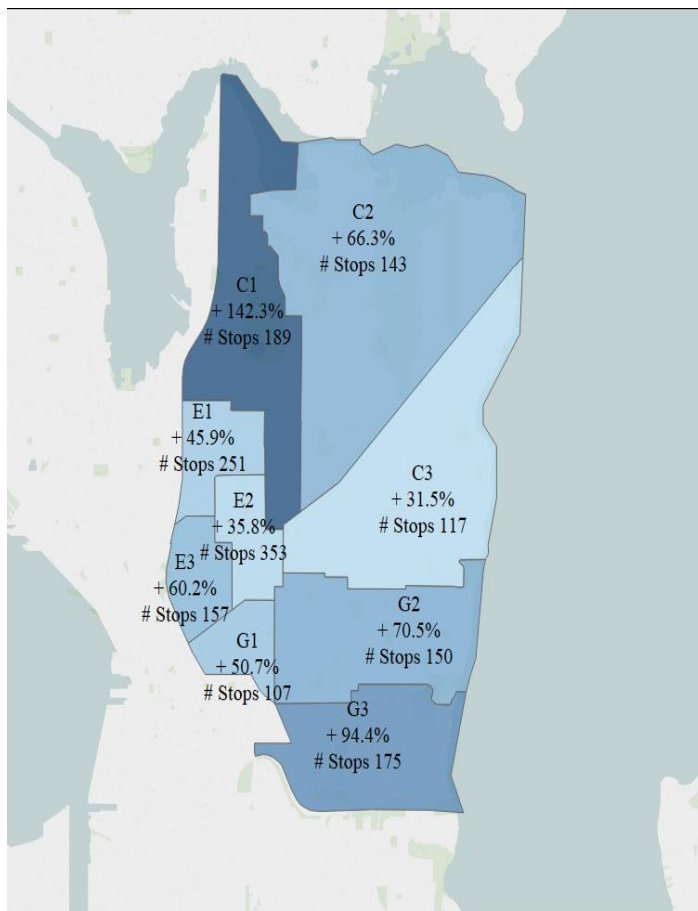 C2
+ 66.3%
# Stops 143
C1
+ 142.3%
# Stops 189
E1
+ 45.9%
# Stops 251
C3
+ 31.5%
# Stops 117
E2
+ 35.8%
# Stops 353
E3
+ 60.2%
# Stops 157
G2
+ 70.5%
# Stops 150
G1
+ 50.7%
# Stops 107
G3
+ 94.4%
# Stops 175